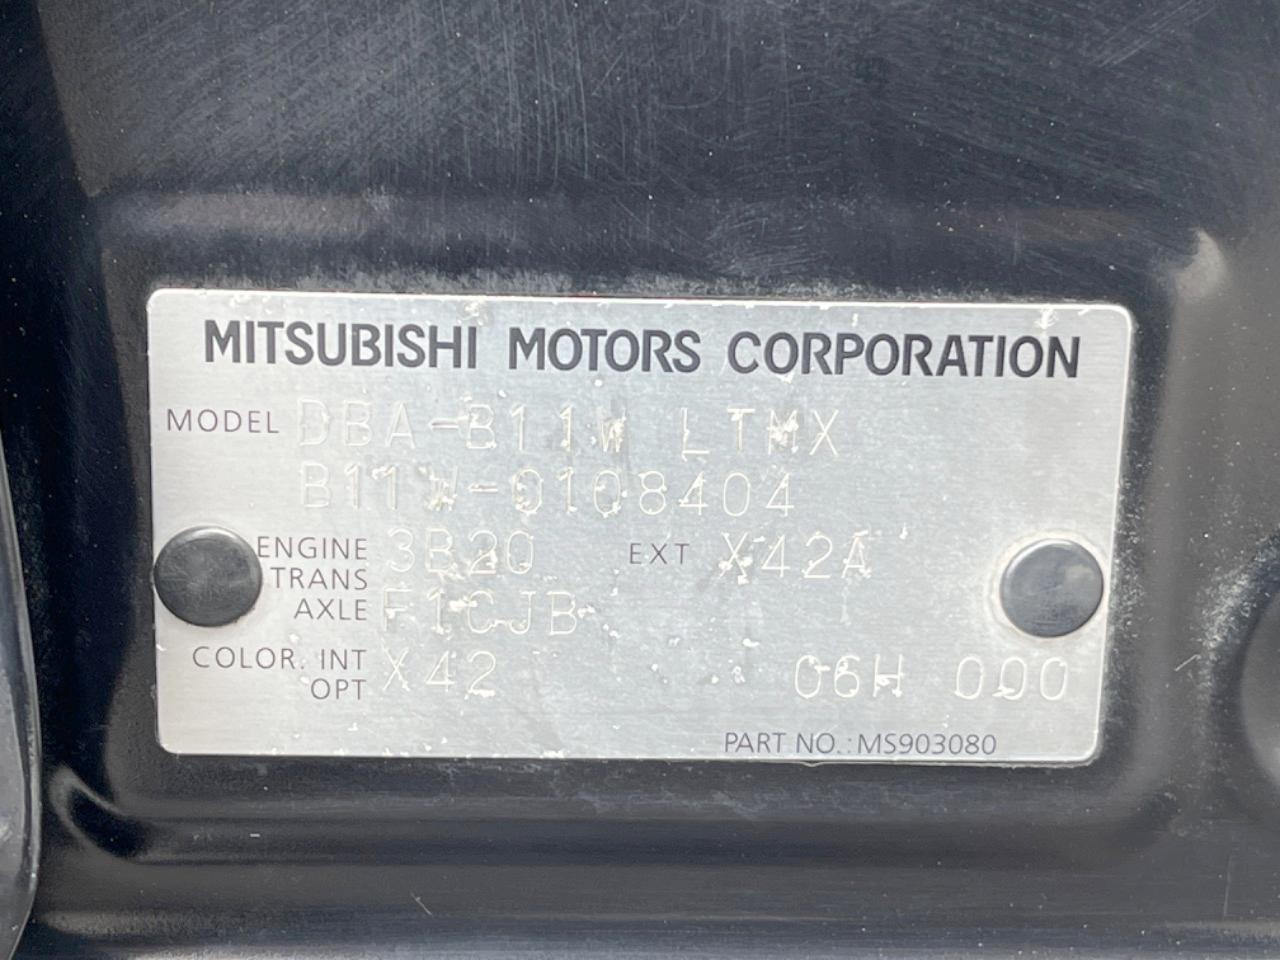 MITSUBISHI MOTORS CORPORATION
MODEL DBA-B11W LTMX
B11W-0108404
ENGINE 3B20 EXT X42A
TRANS
AXLE F1CJB
COLOR. INT X42 06H 000
OPT
PART NO.: MS903080